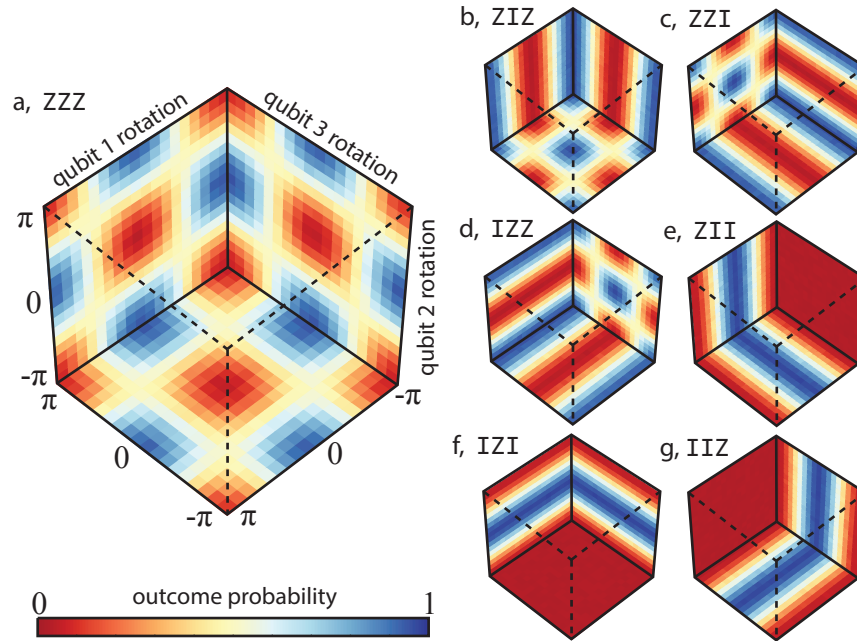 a, ZZZ
qubit 1 rotation
qubit 3 rotation
qubit 2 rotation
π
0
-π
π
0
-π
π
0
-π
b, ZIZ
c, ZZI
d, IZZ
e, ZII
f, IZI
g, IIZ
0
outcome probability
1